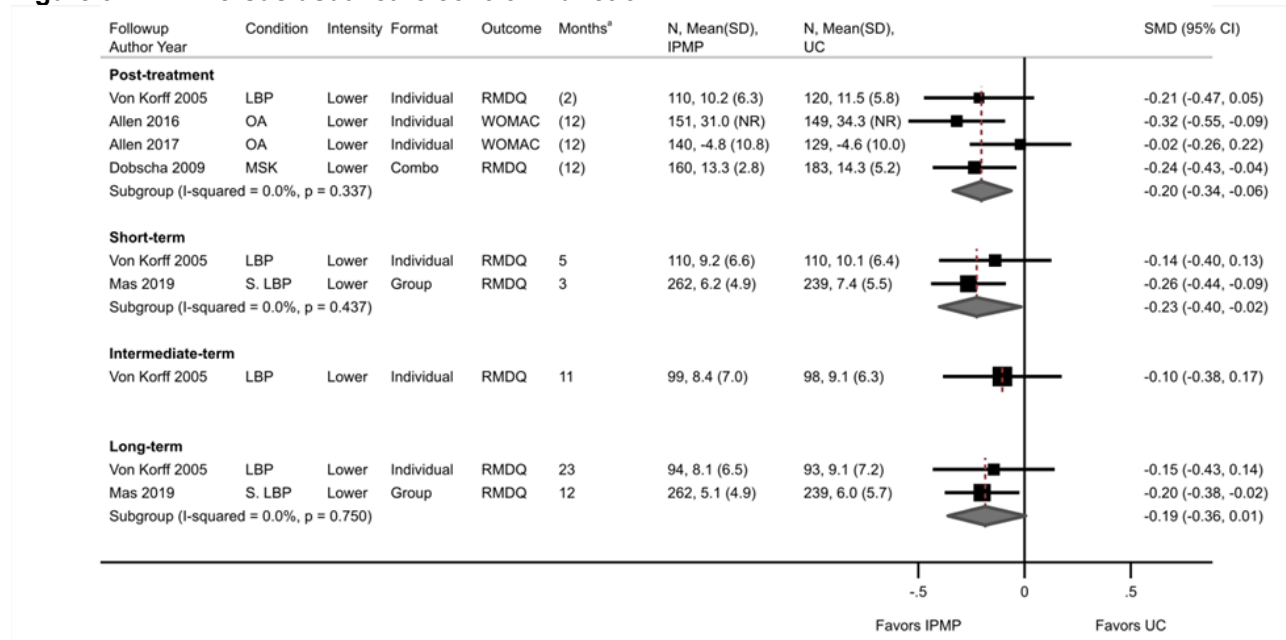 Followup Condition Intensity Format Outcome Months^a N, Mean(SD), N, Mean(SD), SMD (95% CI)
Author Year IPMP UC
Post-treatment
Von Korff 2005 LBP Lower Individual RMDQ (2) 110, 10.2 (6.3) 120, 11.5 (5.8) -0.21 (-0.47, 0.05)
Allen 2016 OA Lower Individual WOMAC (12) 151, 31.0 (NR) 149, 34.3 (NR) -0.32 (-0.55, -0.09)
Allen 2017 OA Lower Individual WOMAC (12) 140, -4.8 (10.8) 129, -4.6 (10.0) -0.02 (-0.26, 0.22)
Dobscha 2009 MSK Lower Combo RMDQ (12) 160, 13.3 (2.8) 183, 14.3 (5.2) -0.24 (-0.43, -0.04)
Subgroup (I-squared = 0.0%, p = 0.337) -0.20 (-0.34, -0.06)
Short-term
Von Korff 2005 LBP Lower Individual RMDQ 5 110, 9.2 (6.6) 110, 10.1 (6.4) -0.14 (-0.40, 0.13)
Mas 2019 S. LBP Lower Group RMDQ 3 262, 6.2 (4.9) 239, 7.4 (5.5) -0.26 (-0.44, -0.09)
Subgroup (I-squared = 0.0%, p = 0.437) -0.23 (-0.40, -0.02)
Intermediate-term
Von Korff 2005 LBP Lower Individual RMDQ 11 99, 8.4 (7.0) 98, 9.1 (6.3) -0.10 (-0.38, 0.17)
Long-term
Von Korff 2005 LBP Lower Individual RMDQ 23 94, 8.1 (6.5) 93, 9.1 (7.2) -0.15 (-0.43, 0.14)
Mas 2019 S. LBP Lower Group RMDQ 12 262, 5.1 (4.9) 239, 6.0 (5.7) -0.20 (-0.38, -0.02)
Subgroup (I-squared = 0.0%, p = 0.750) -0.19 (-0.36, 0.01)
-.5 0 .5
Favors IPMP Favors UC